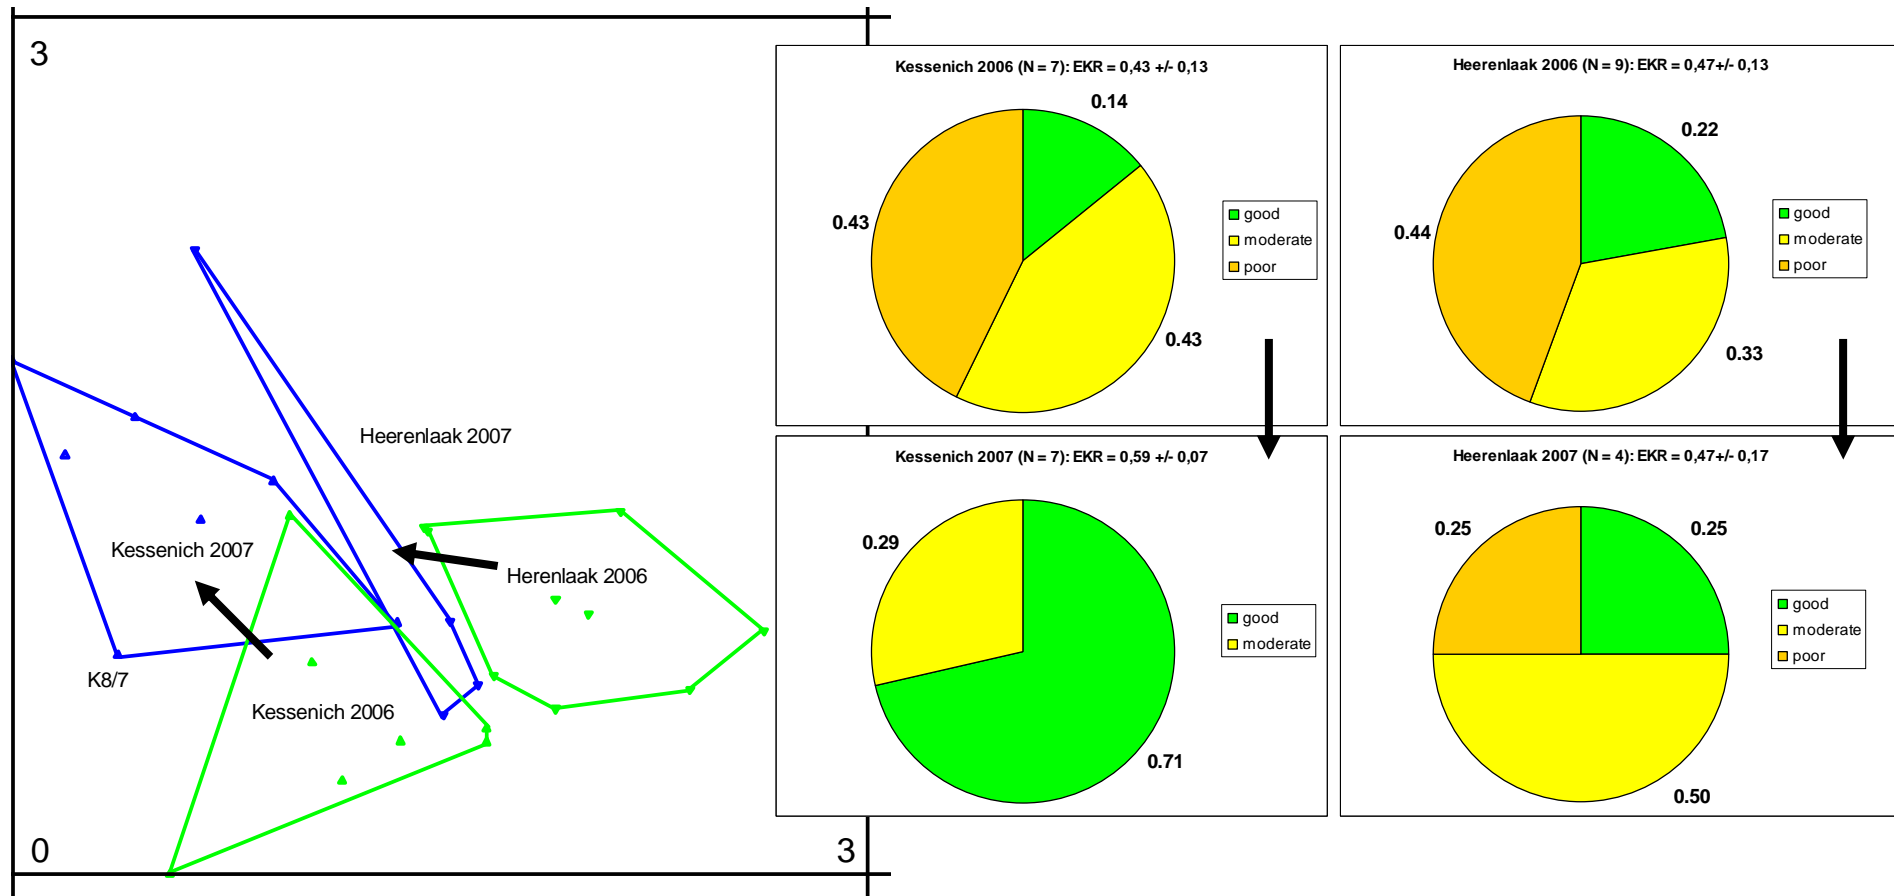 3
Heerenlaak 2007
Kessenich 2007
Herenlaak 2006
K8/7
Kessenich 2006
0
3
Kessenich 2006 (N = 7): EKR = 0,43 +/- 0,13
0.14
0.43
0.43
good
moderate
poor
Heerenlaak 2006 (N = 9): EKR = 0,47+/- 0,13
0.22
0.44
0.33
good
moderate
poor
Kessenich 2007 (N = 7): EKR = 0,59 +/- 0,07
0.29
0.71
good
moderate
Heerenlaak 2007 (N = 4): EKR = 0,47+/- 0,17
0.25
0.25
0.50
good
moderate
poor